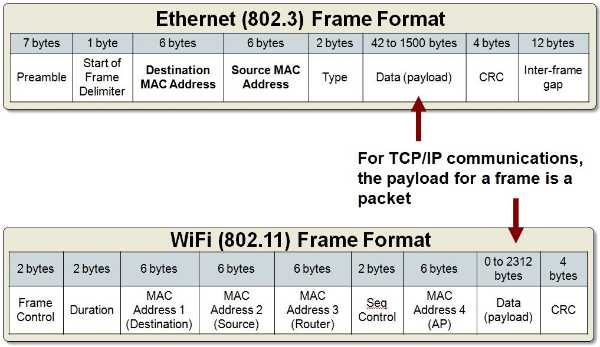 Ethernet (802.3) Frame Format
7 bytes 1 byte 6 bytes 6 bytes 2 bytes 42 to 1500 bytes 4 bytes 12 bytes
Preamble
Start of
Frame
Delimiter
Destination
MAC Address
Source MAC
Address
Type
Data (payload)
CRC
Inter-frame
gap
For TCP/IP communications,
the payload for a frame is a
packet
WiFi (802.11) Frame Format
2 bytes 2 bytes 6 bytes 6 bytes 6 bytes 2 bytes 6 bytes 0 to 2312
bytes
4
bytes
Frame
Control
Duration
MAC
Address 1
(Destination)
MAC
Address 2
(Source)
MAC
Address 3
(Router)
Seq
Control
MAC
Address 4
(AP)
Data
(payload)
CRC